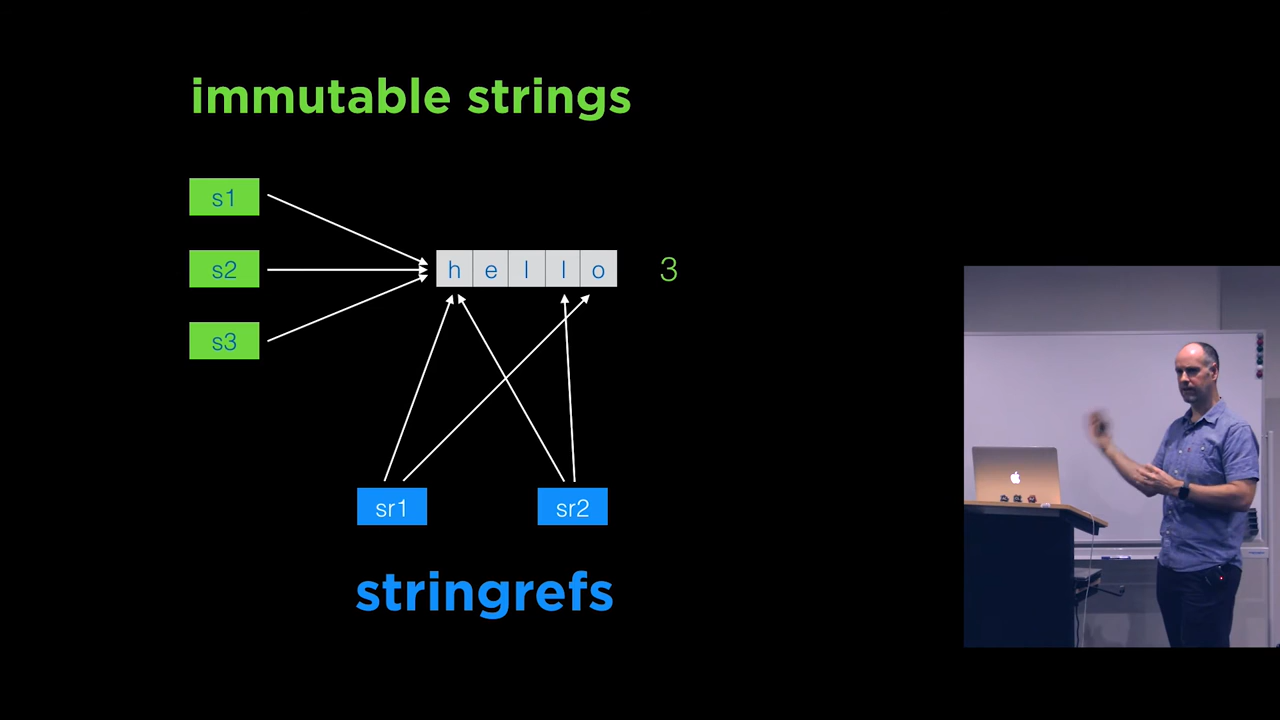 immutable strings
s1
s2
h e l l o 3
s3
sr1 sr2
stringrefs